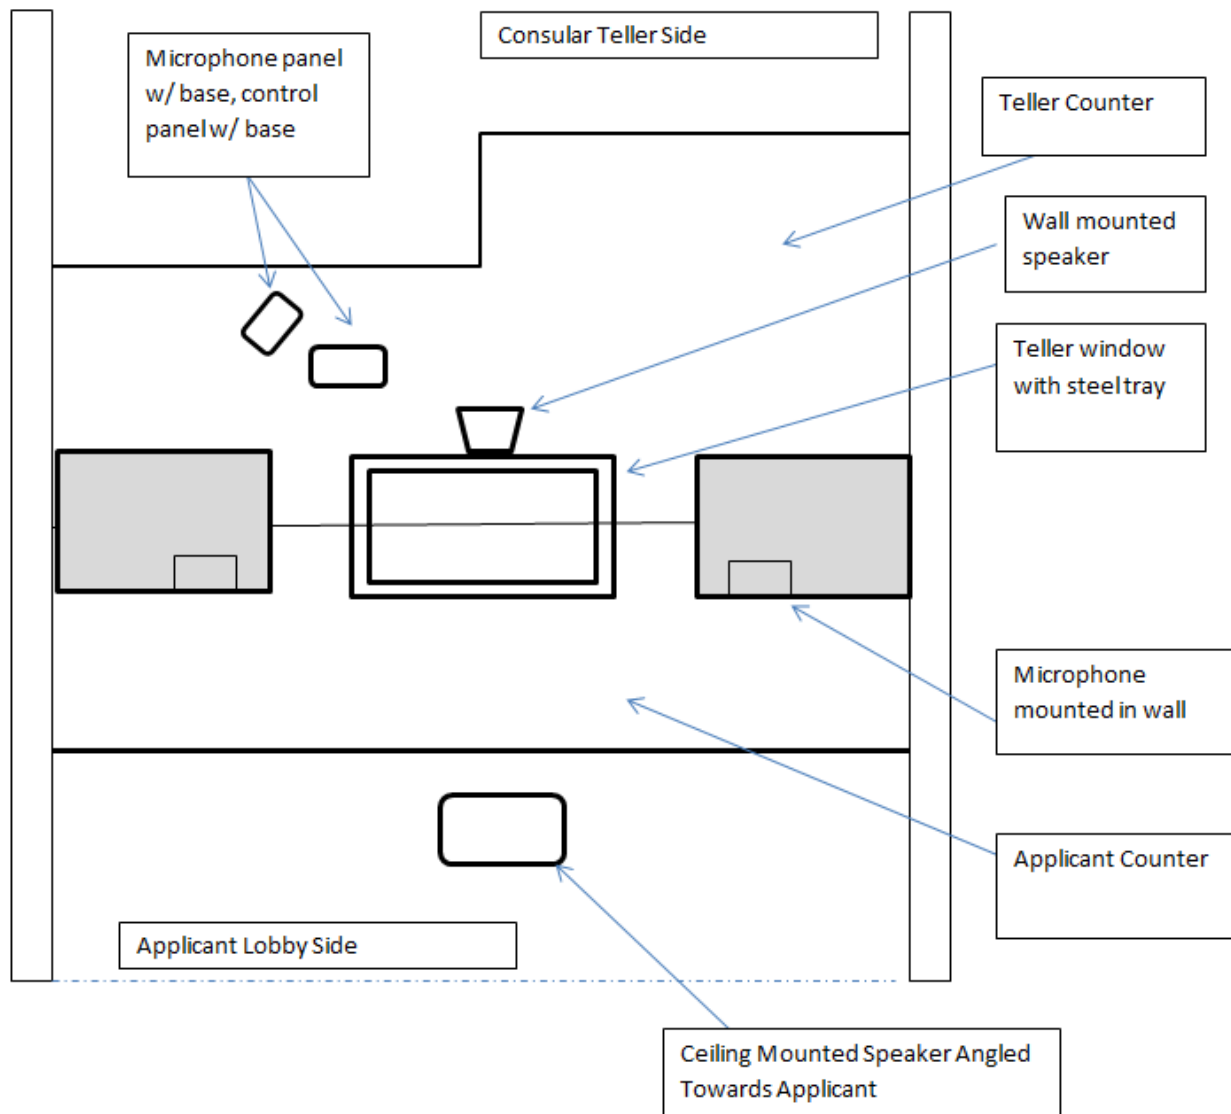 Consular Teller Side
Microphone panel
w/ base, control
panel w/ base
Teller Counter
Wall mounted
speaker
Teller window
with steel tray
Microphone
mounted in wall
Applicant Counter
Applicant Lobby Side
Ceiling Mounted Speaker Angled
Towards Applicant